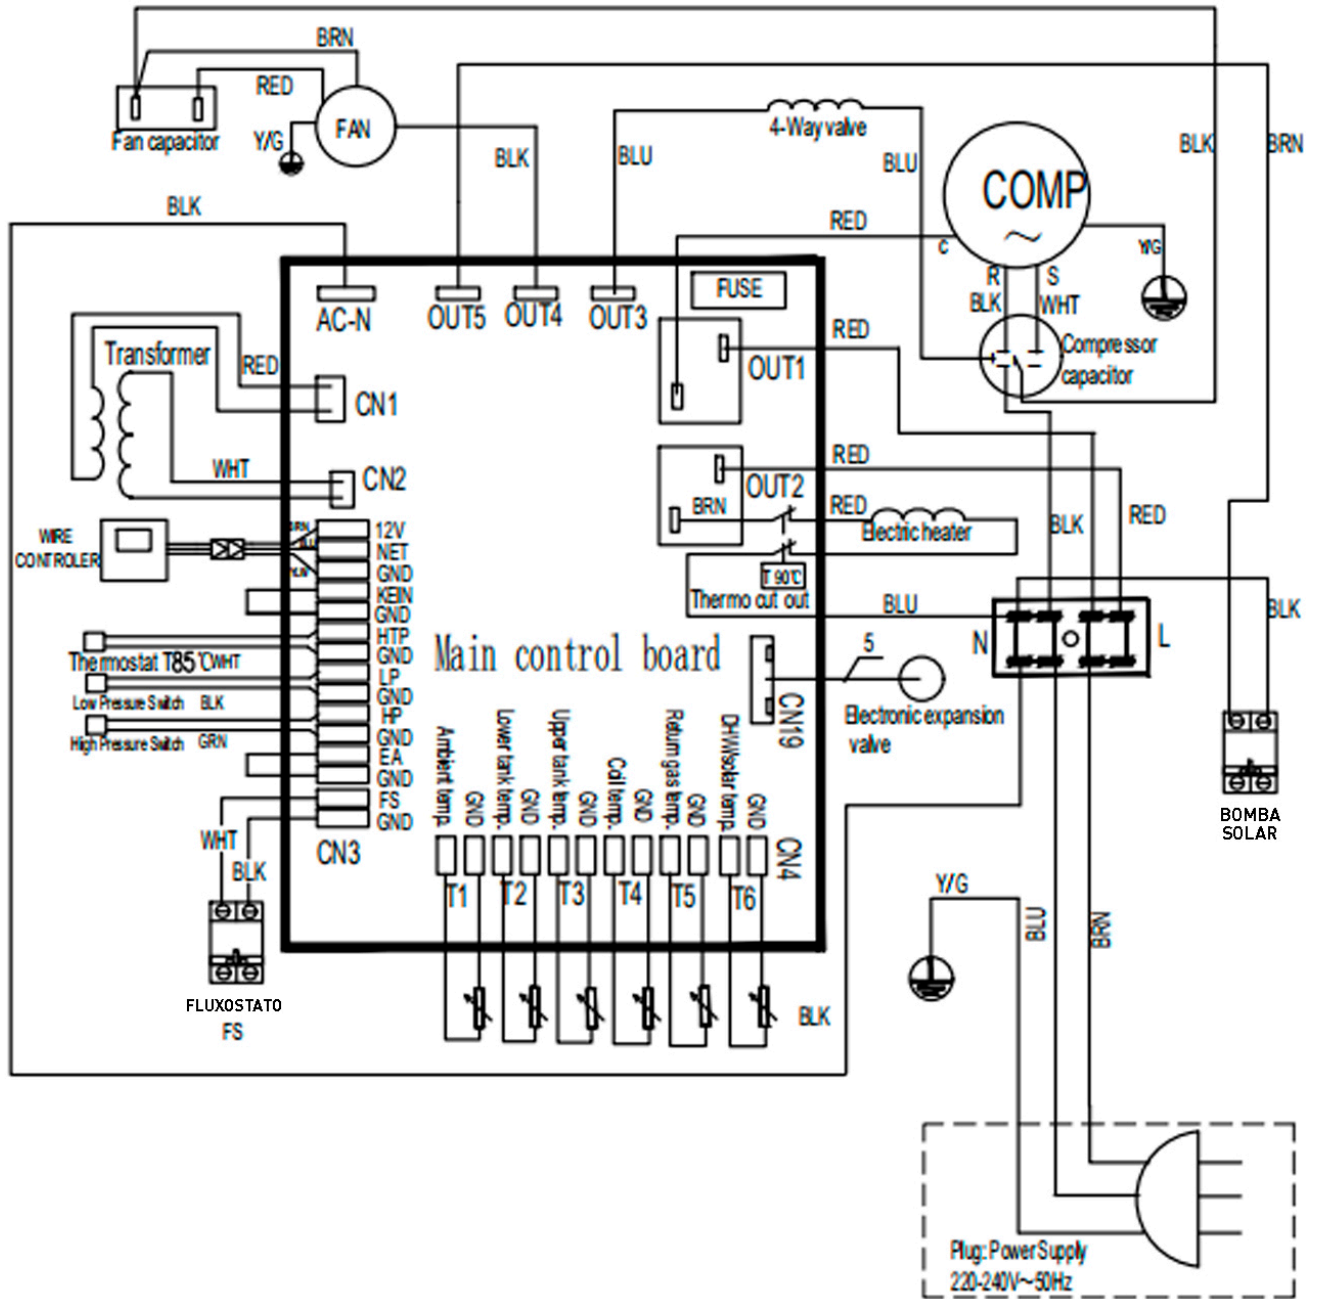 BRN
RED
FAN
Fan capacitor
Y/G
BLK
BLU
4-Way valve
BLU
COMP
~
BLK
BRN
RED
C
R
S
Y/G
BLK
WHT
BLK
AC-N
OUT5
OUT4
OUT3
FUSE
RED
OUT1
Compressor
capacitor
Transformer
RED
CN1
WHT
CN2
RED
OUT2
BRN
RED
Electric heater
BLK
RED
T 90℃
Thermo cut out
BLU
BLK
WIRE
CONTROLER
BRN
BLU
12V
NET
GND
KEIIN
GND
HTP
GND
LP
GND
HP
GND
EA
GND
FS
GND
CN3
Thermostat T85℃
WHT
Low Pressure Switch
BLK
High Pressure Switch
GRN
WHT
BLK
FLUXOSTATO
FS
Main control board
N
L
5
CN19
Electronic expansion
valve
BOMBA
SOLAR
Ambient temp.
Lower tank temp.
GND
Upper tank temp.
GND
Coil temp.
GND
Return gas temp.
GND
DHW/solar temp.
GND
GND
CN4
T1
T2
T3
T4
T5
T6
BLK
Y/G
BLU
BRN
Plug: Power Supply
220-240V~50Hz